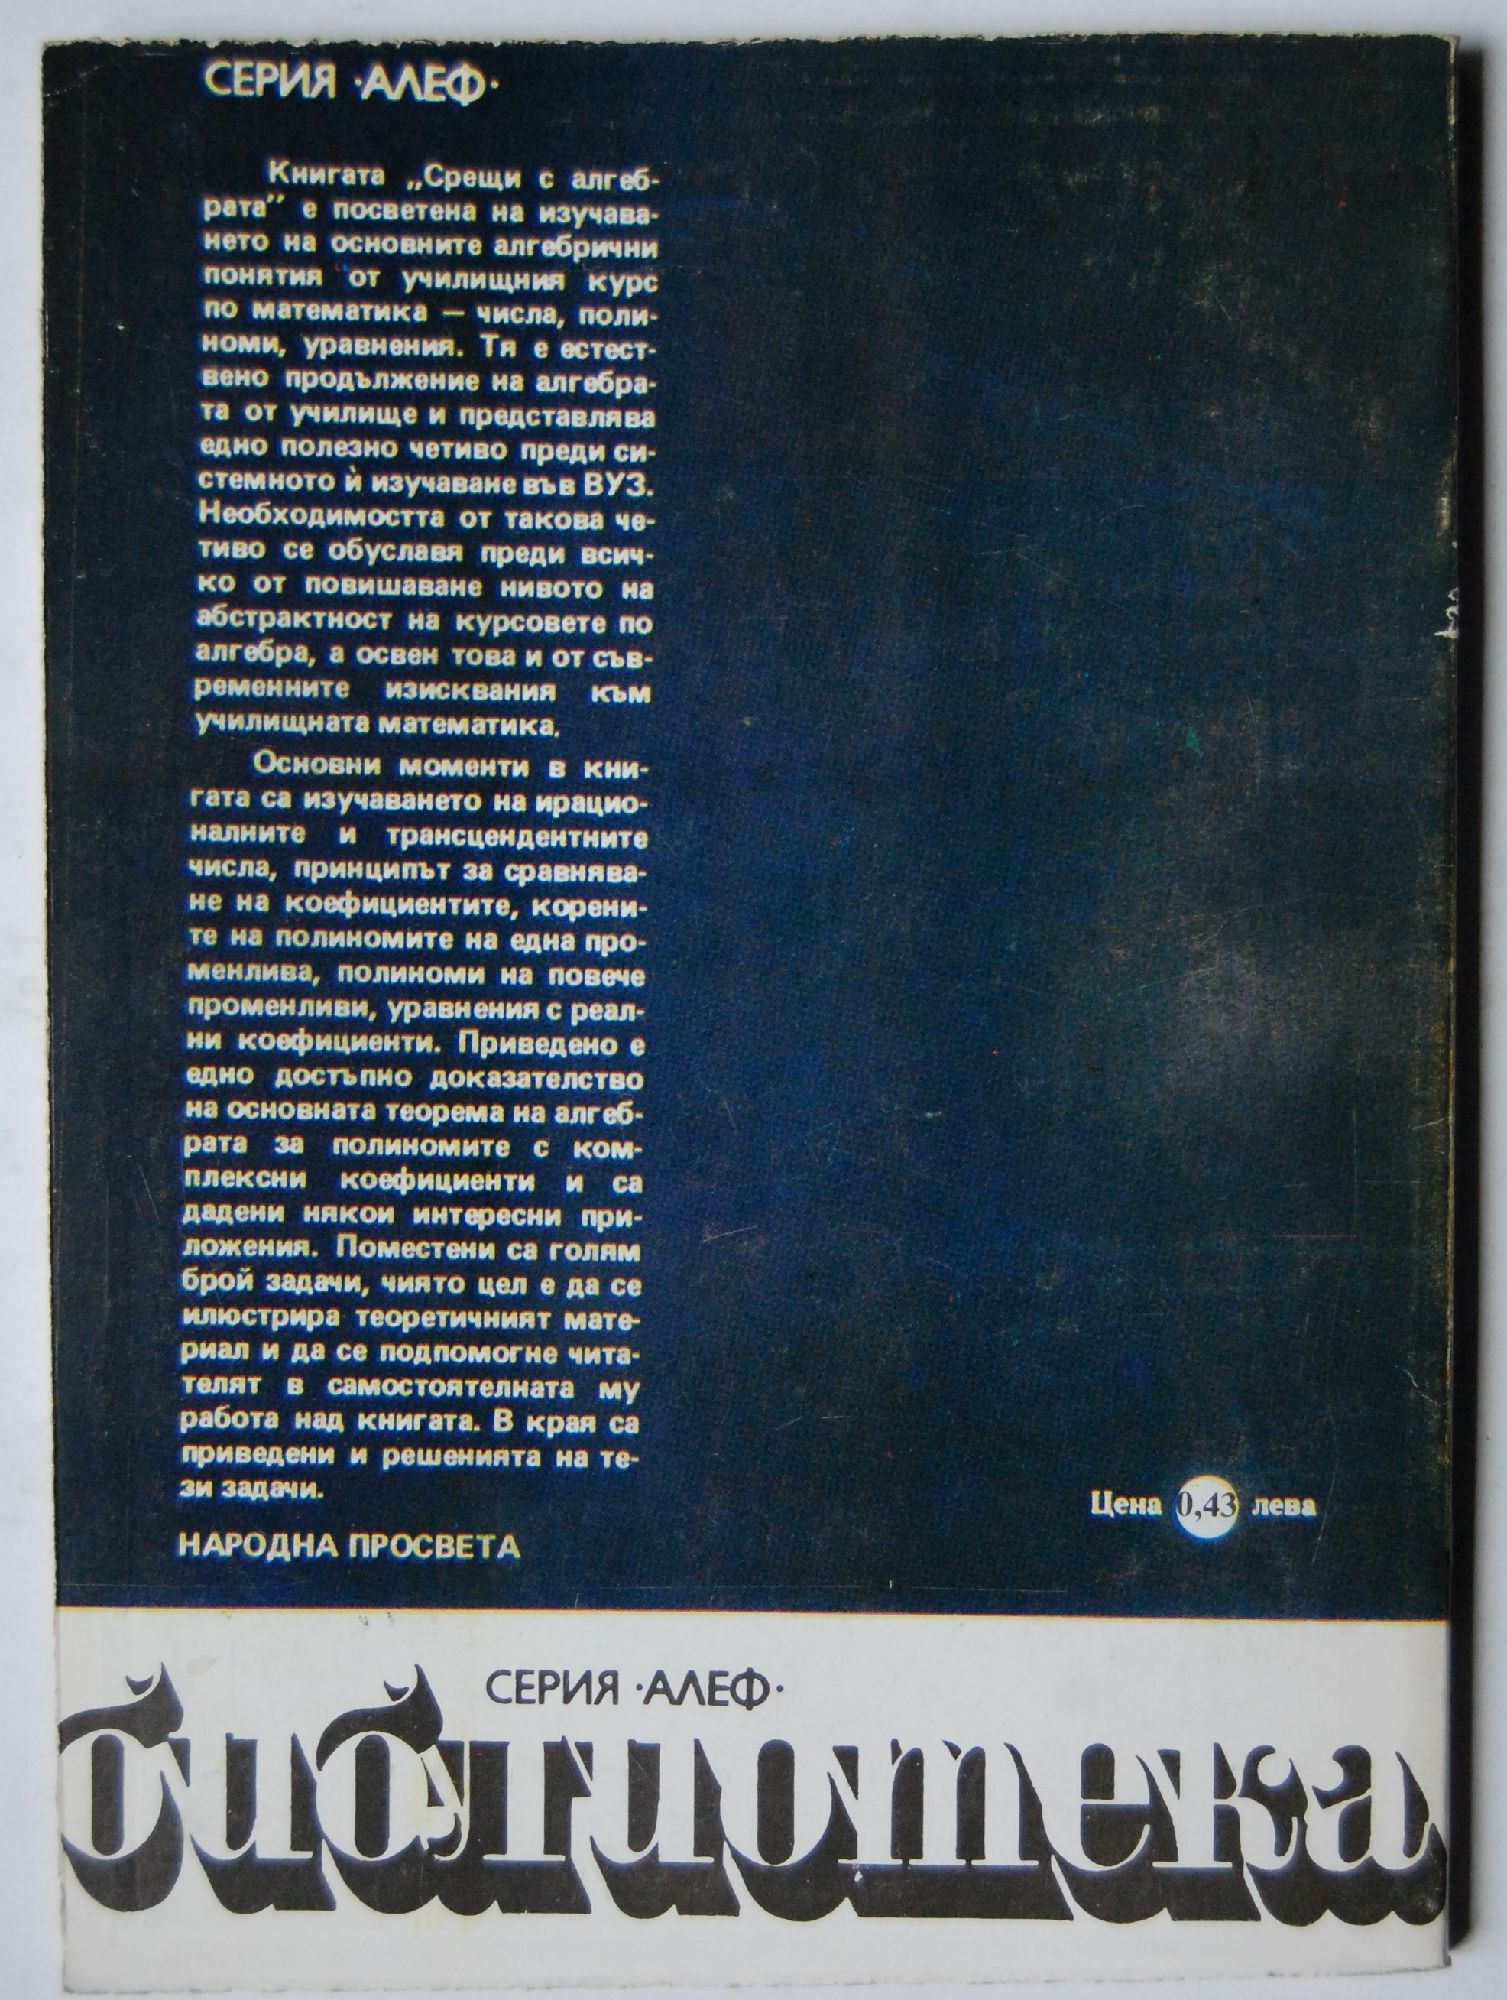 СЕРИЯ ·АЛЕФ·
Книгата „Срещи с алгеб-
рата” е посветена на изучава-
нето на основните алгебрични
понятия от училищния курс
по математика — числа, поли-
номи, уравнения. Тя е естест-
вено продължение на алгебра-
та от училище и представлява
едно полезно четиво преди си-
стемното ѝ изучаване във ВУЗ.
Необходимостта от такова че-
тиво се обуславя преди всич-
ко от повишаване нивото на
абстрактност на курсовете по
алгебра, а освен това и от съв-
ременните изисквания към
училищната математика.
Основни моменти в кни-
гата са изучаването на ирацио-
налните и трансцендентните
числа, принципът за сравнява-
не на коефициентите, корени-
те на полиномите на една про-
менлива, полиноми на повече
променливи, уравнения с реал-
ни коефициенти. Приведено е
едно достъпно доказателство
на основната теорема на алгеб-
рата за полиномите с ком-
плексни коефициенти и са
дадени някои интересни при-
ложения. Поместени са голям
брой задачи, чиято цел е да се
илюстрира теоретичният мате-
риал и да се подпомогне чита-
телят в самостоятелната му
работа над книгата. В края са
приведени и решенията на те-
зи задачи.
Цена 0,43 лева
НАРОДНА ПРОСВЕТА
СЕРИЯ ·АЛЕФ·
библиотека